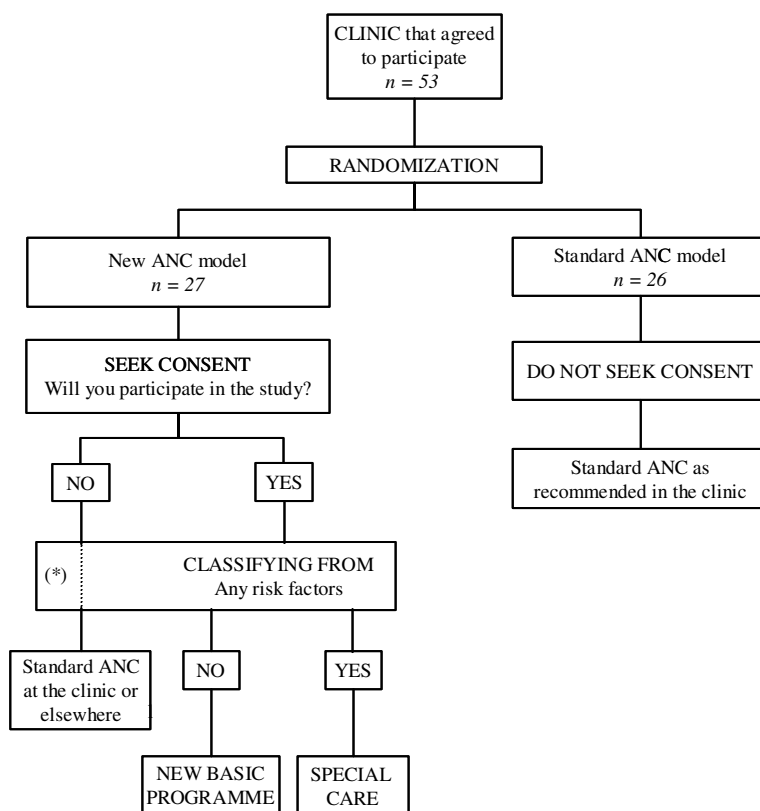 CLINIC that agreed
to participate
n = 53
RANDOMIZATION
New ANC model
n = 27
Standard ANC model
n = 26
SEEK CONSENT
Will you participate in the study?
DO NOT SEEK CONSENT
NO
YES
Standard ANC as
recommended in the clinic
(*)
CLASSIFYING FROM
Any risk factors
Standard ANC
at the clinic or
elsewhere
NO
YES
NEW BASIC
PROGRAMME
SPECIAL
CARE